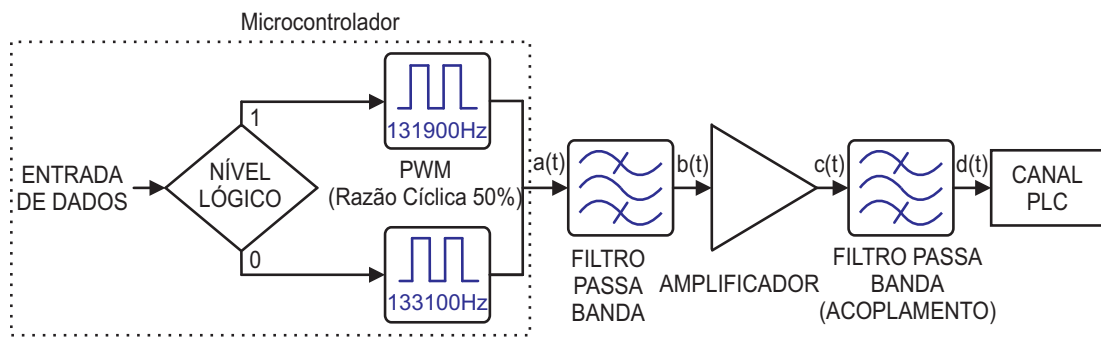 Microcontrolador
ENTRADA
DE DADOS
NÍVEL
LÓGICO
1
0
131900Hz
PWM
(Razão Cíclica 50%)
133100Hz
a(t)
FILTRO
PASSA
BANDA
b(t)
AMPLIFICADOR
c(t)
FILTRO PASSA
BANDA
(ACOPLAMENTO)
d(t)
CANAL
PLC